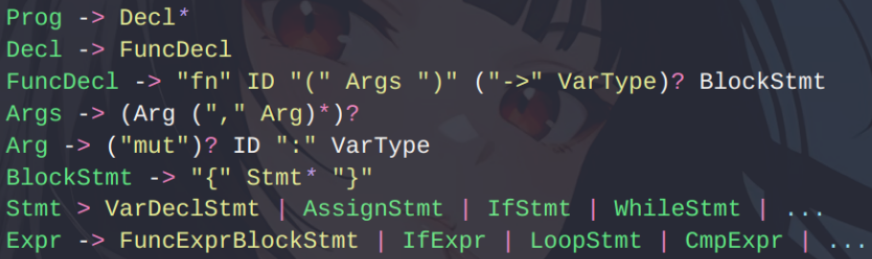 Prog -> Decl*
Decl -> FuncDecl
FuncDecl -> "fn" ID "(" Args ")" ("->" VarType)? BlockStmt
Args -> (Arg ("," Arg)*)?
Arg -> ("mut")? ID ":" VarType
BlockStmt -> "{" Stmt* "}"
Stmt > VarDeclStmt | AssignStmt | IfStmt | WhileStmt | ...
Expr -> FuncExprBlockStmt | IfExpr | LoopStmt | CmpExpr | ...